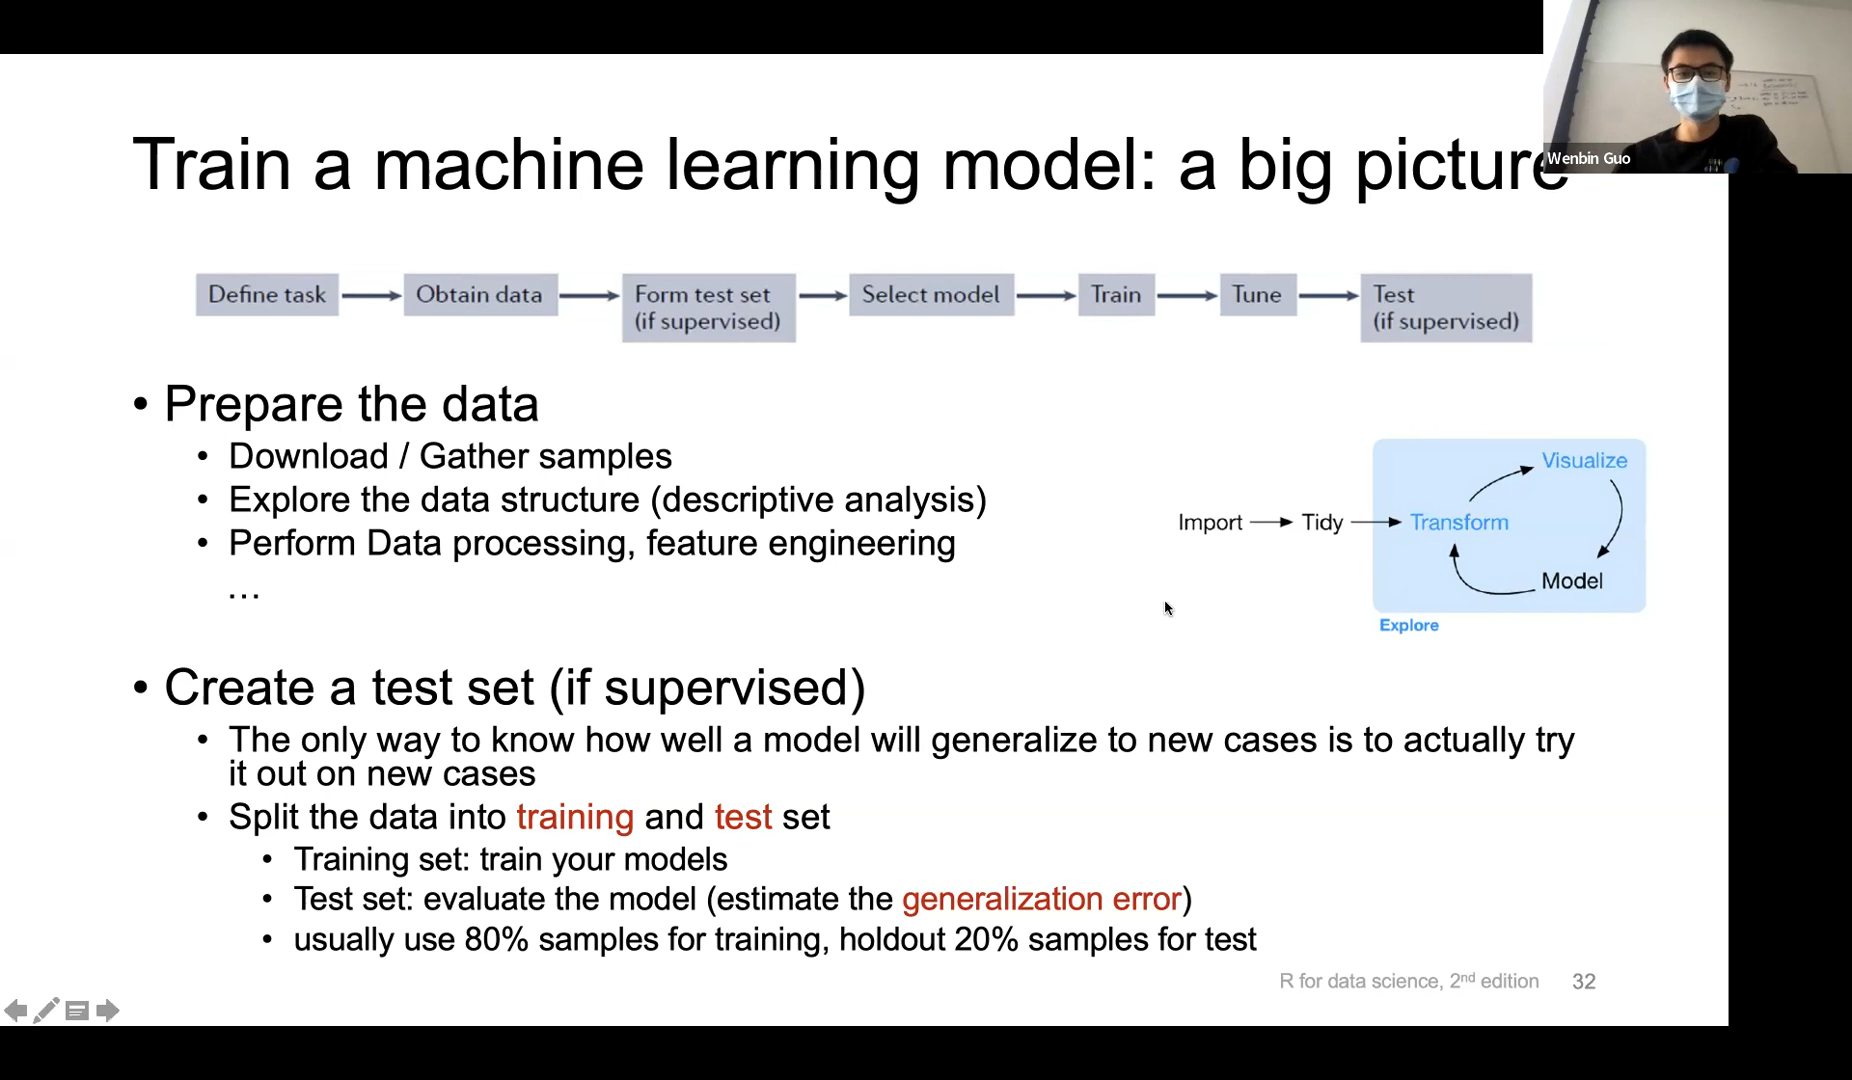 Train a machine learning model: a big picture
Wenbin Guo
Define task
Obtain data
Form test set
(if supervised)
Select model
Train
Tune
Test
(if supervised)
• Prepare the data
• Download / Gather samples
• Explore the data structure (descriptive analysis)
• Perform Data processing, feature engineering
…
Import
Tidy
Transform
Visualize
Model
Explore
• Create a test set (if supervised)
• The only way to know how well a model will generalize to new cases is to actually try
it out on new cases
• Split the data into training and test set
• Training set: train your models
• Test set: evaluate the model (estimate the generalization error)
• usually use 80% samples for training, holdout 20% samples for test
R for data science, 2nd edition 32